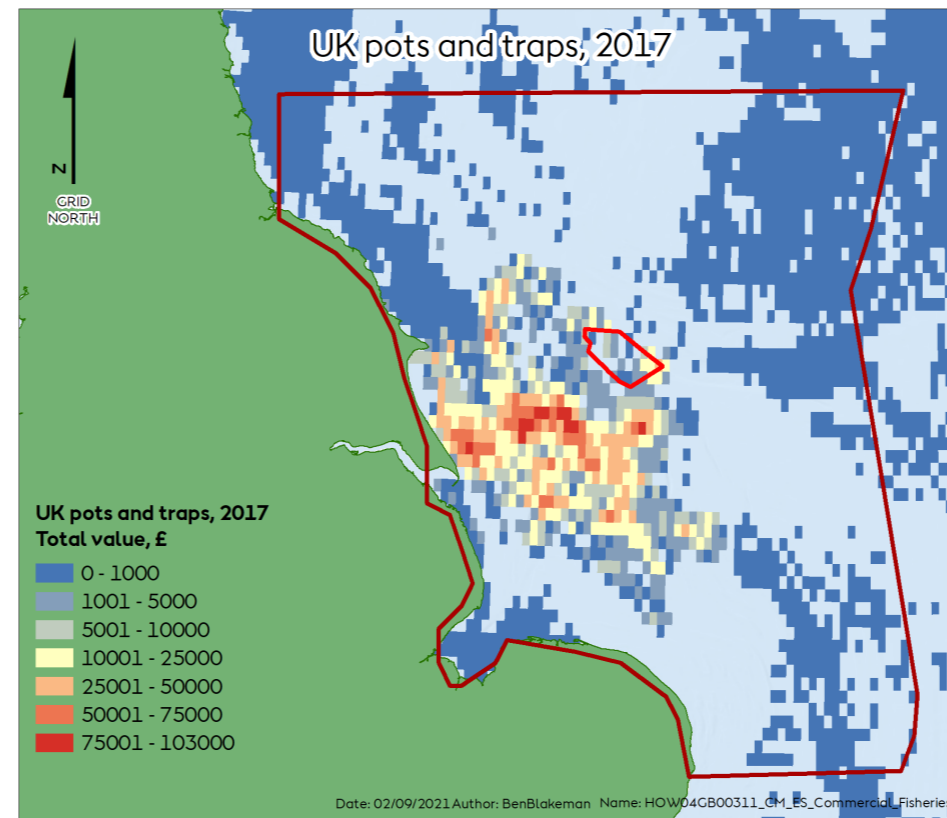 UK pots and traps, 2017
N
GRID
NORTH
UK pots and traps, 2017
Total value, £
0 - 1000
1001 - 5000
5001 - 10000
10001 - 25000
25001 - 50000
50001 - 75000
75001 - 103000
Date: 02/09/2021 Author: BenBlakeman Name: HOW04GB00311_CM_ES_Commercial_Fisheries